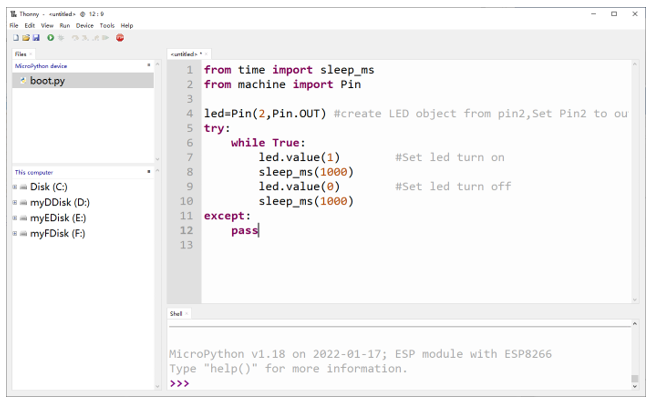 Thonny - <untitled> @ 12 : 9
File Edit View Run Device Tools Help
Files
MicroPython device
boot.py
This computer
Disk (C:)
myDDisk (D:)
myEDisk (E:)
myFDisk (F:)
<untitled> *
1 from time import sleep_ms
2 from machine import Pin
3
4 led=Pin(2,Pin.OUT) #create LED object from pin2,Set Pin2 to ou
5 try:
6     while True:
7         led.value(1)        #Set led turn on
8         sleep_ms(1000)
9         led.value(0)        #Set led turn off
10         sleep_ms(1000)
11 except:
12     pass
13
Shell
MicroPython v1.18 on 2022-01-17; ESP module with ESP8266
Type "help()" for more information.
>>>